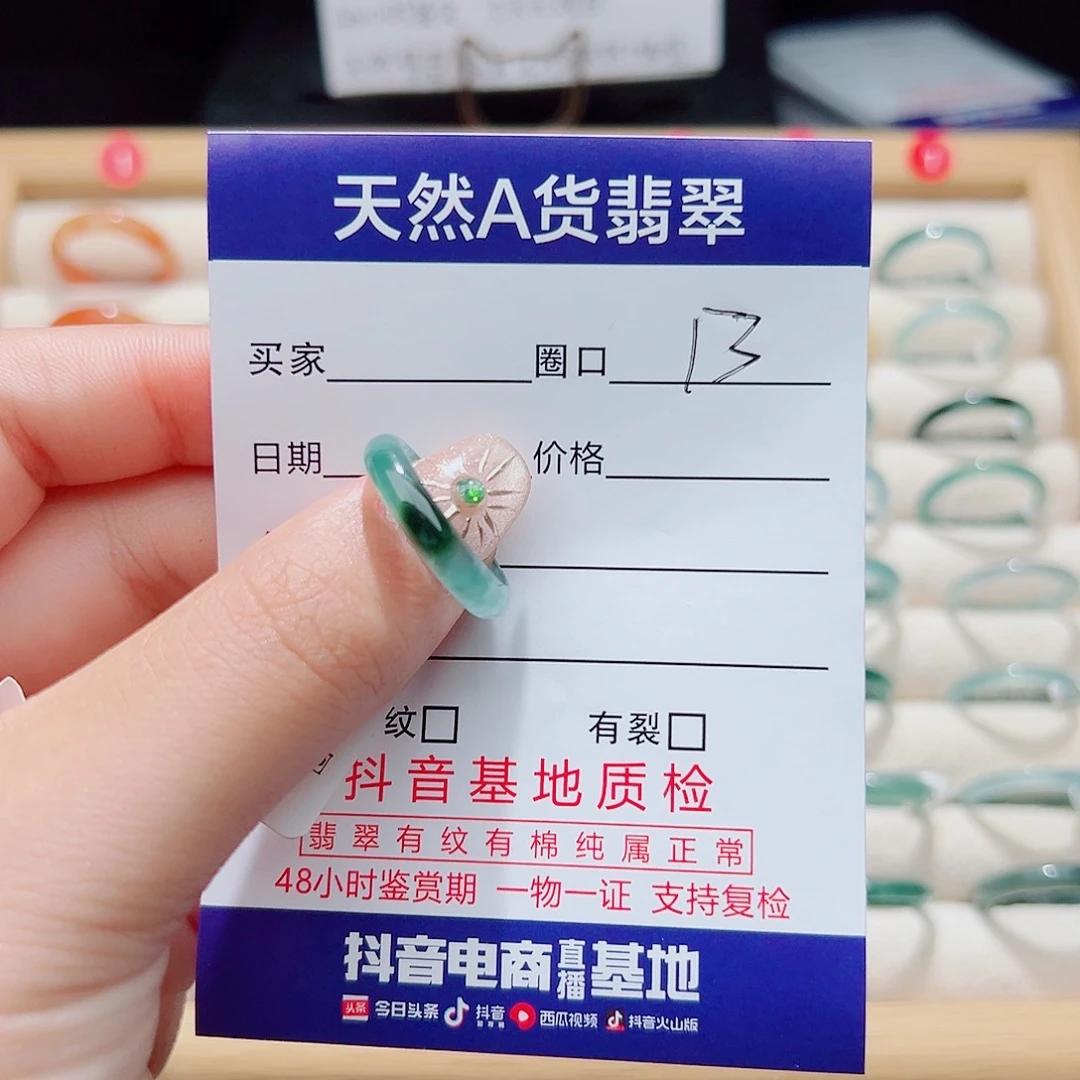 天然A货翡翠
买家 圈口 13
日期 价格
纹□ 有裂□
抖音基地质检
翡翠有纹有棉纯属正常
48小时鉴赏期 一物一证 支持复检
抖音电商直播基地
头条 今日头条 抖音 西瓜视频 抖音火山版